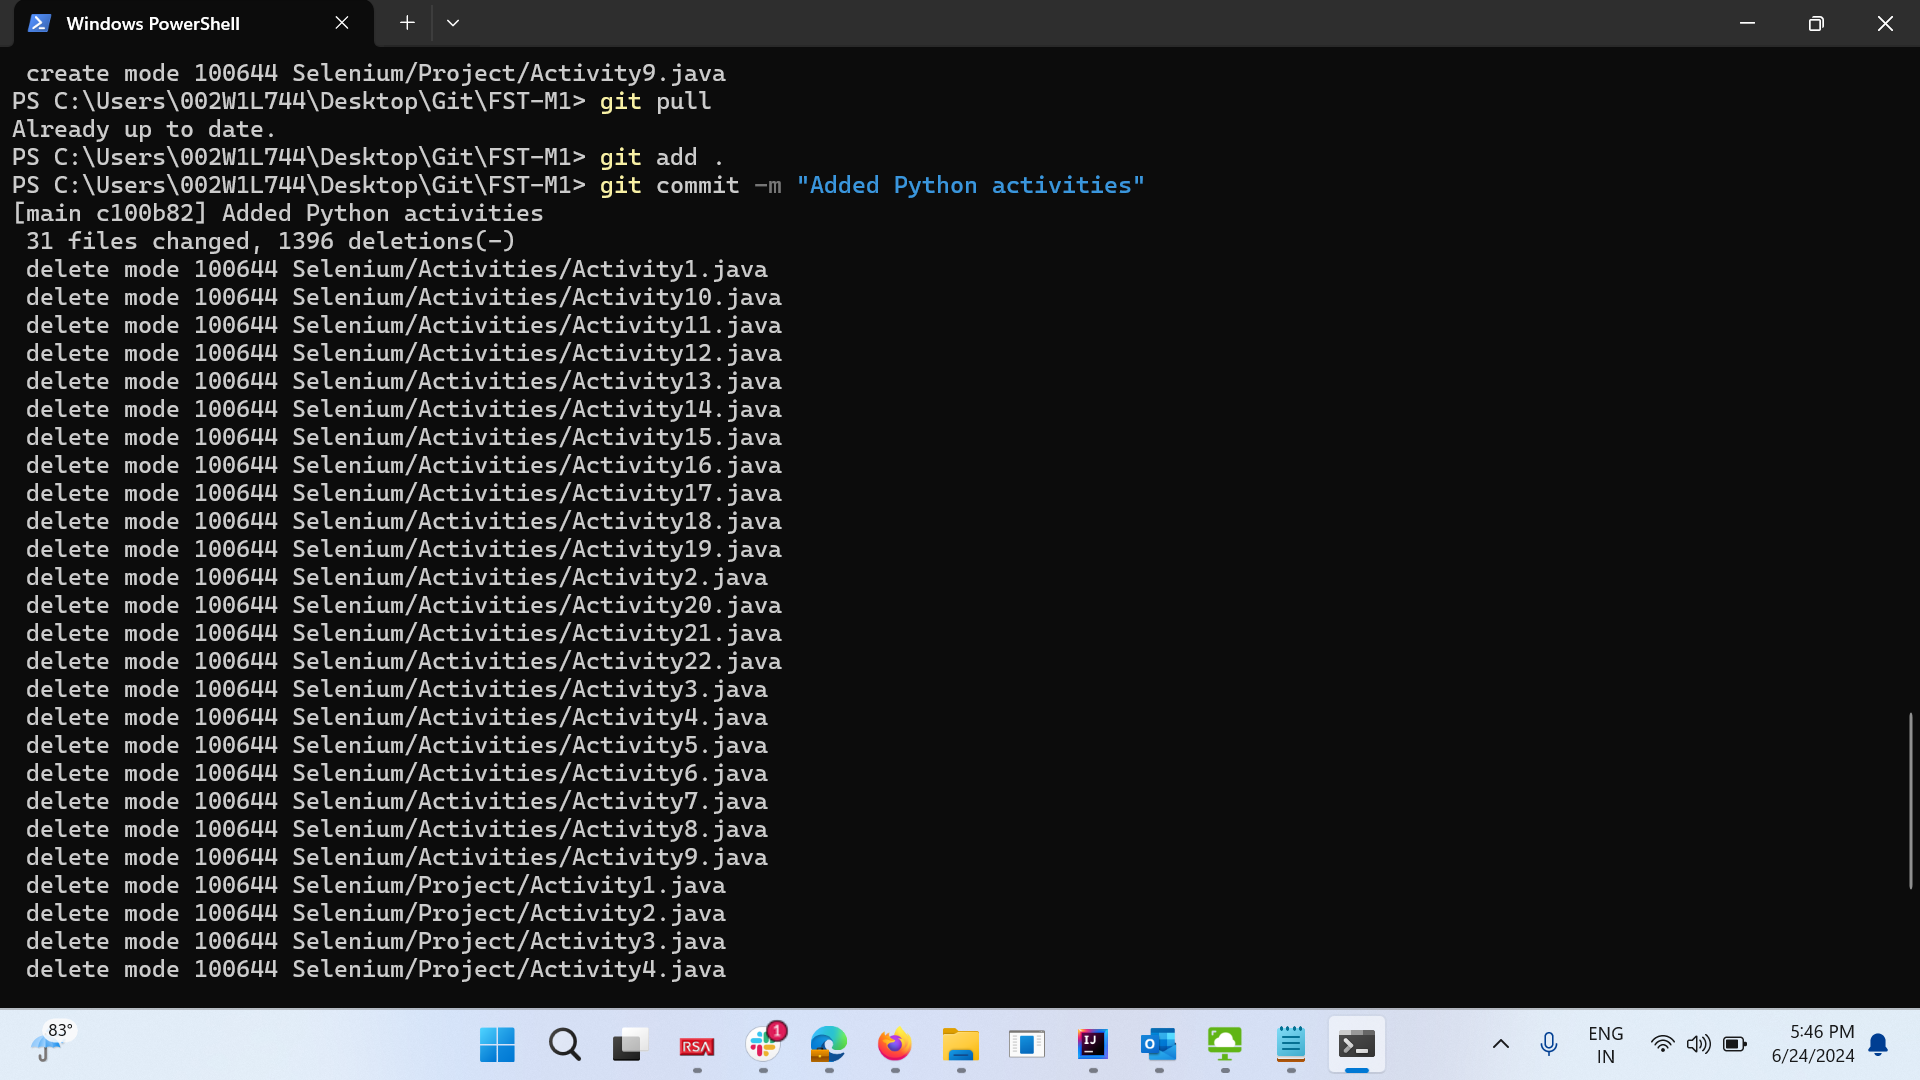 Windows PowerShell
create mode 100644 Selenium/Project/Activity9.java
PS C:\Users\002W1L744\Desktop\Git\FST-M1> git pull
Already up to date.
PS C:\Users\002W1L744\Desktop\Git\FST-M1> git add .
PS C:\Users\002W1L744\Desktop\Git\FST-M1> git commit -m "Added Python activities"
[main c100b82] Added Python activities
31 files changed, 1396 deletions(-)
delete mode 100644 Selenium/Activities/Activity1.java
delete mode 100644 Selenium/Activities/Activity10.java
delete mode 100644 Selenium/Activities/Activity11.java
delete mode 100644 Selenium/Activities/Activity12.java
delete mode 100644 Selenium/Activities/Activity13.java
delete mode 100644 Selenium/Activities/Activity14.java
delete mode 100644 Selenium/Activities/Activity15.java
delete mode 100644 Selenium/Activities/Activity16.java
delete mode 100644 Selenium/Activities/Activity17.java
delete mode 100644 Selenium/Activities/Activity18.java
delete mode 100644 Selenium/Activities/Activity19.java
delete mode 100644 Selenium/Activities/Activity2.java
delete mode 100644 Selenium/Activities/Activity20.java
delete mode 100644 Selenium/Activities/Activity21.java
delete mode 100644 Selenium/Activities/Activity22.java
delete mode 100644 Selenium/Activities/Activity3.java
delete mode 100644 Selenium/Activities/Activity4.java
delete mode 100644 Selenium/Activities/Activity5.java
delete mode 100644 Selenium/Activities/Activity6.java
delete mode 100644 Selenium/Activities/Activity7.java
delete mode 100644 Selenium/Activities/Activity8.java
delete mode 100644 Selenium/Activities/Activity9.java
delete mode 100644 Selenium/Project/Activity1.java
delete mode 100644 Selenium/Project/Activity2.java
delete mode 100644 Selenium/Project/Activity3.java
delete mode 100644 Selenium/Project/Activity4.java
83°
RSA
1
IJ
O
ENG
IN
5:46 PM
6/24/2024